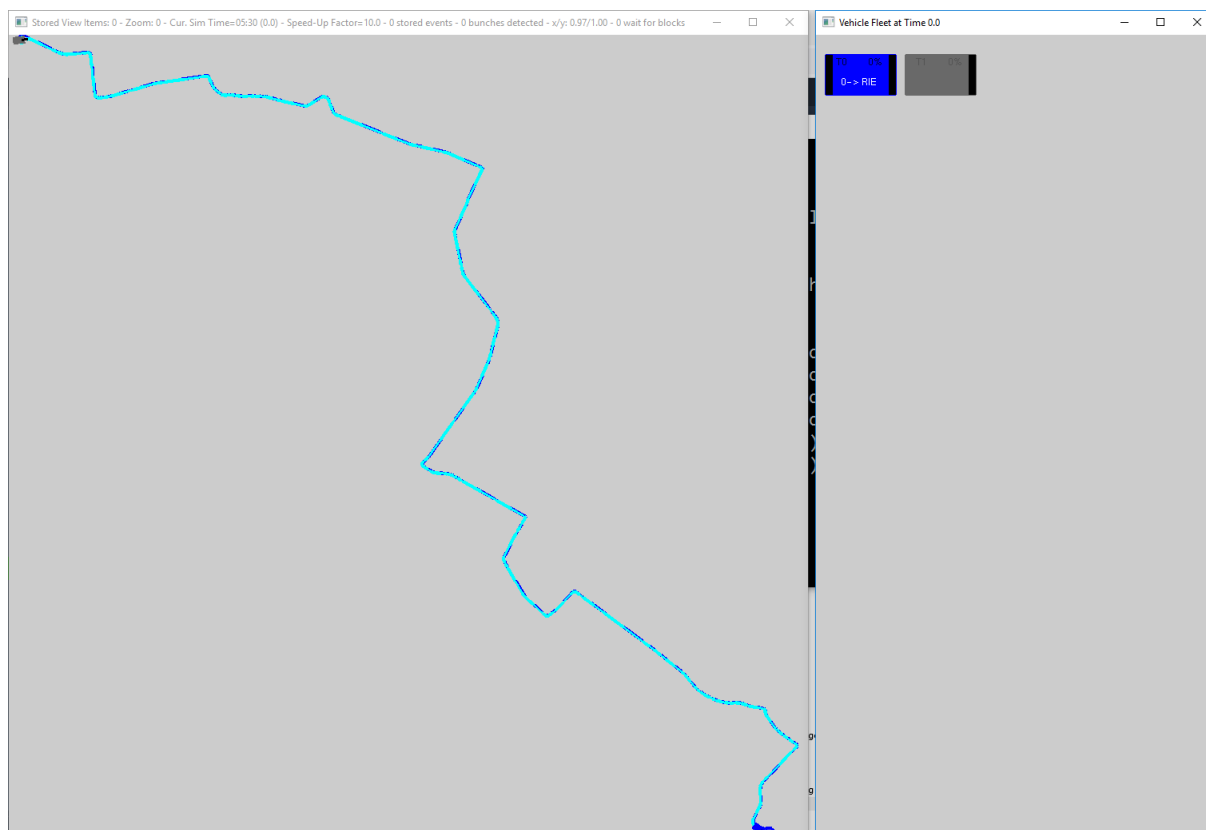 Stored View Items: 0 - Zoom: 0 - Cur. Sim Time=05:30 (0.0) - Speed-Up Factor=10.0 - 0 stored events - 0 bunches detected - x/y: 0.97/1.00 - 0 wait for blocks
Vehicle Fleet at Time 0.0
T0 0%
0-> RIE
T1 0%